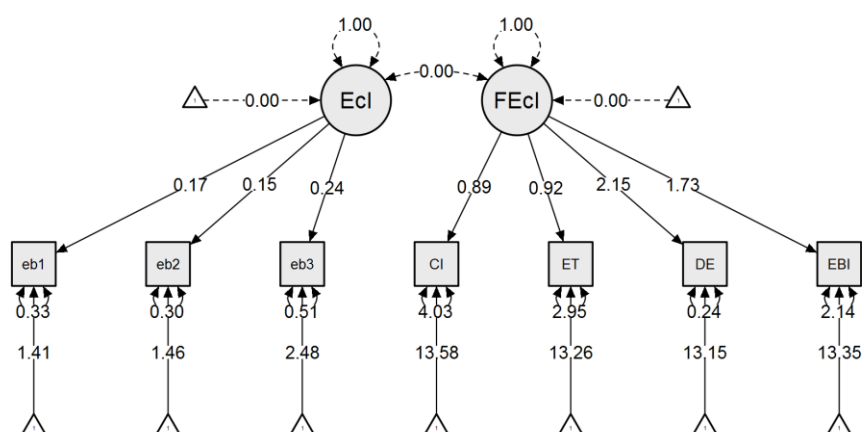 1.00 1.00
0.00
Ecl FEcl
0.00 0.00
0.17 0.15 0.24 0.89 0.92 2.15 1.73
eb1 eb2 eb3 CI ET DE EBI
0.33 0.30 0.51 4.03 2.95 0.24 2.14
1.41 1.46 2.48 13.58 13.26 13.15 13.35